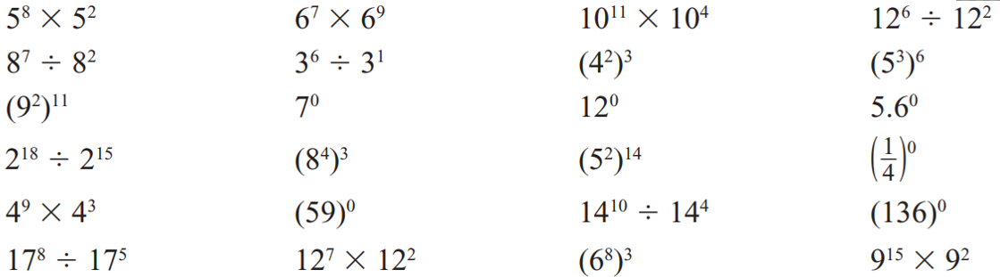 5⁸ × 5² 6⁷ × 6⁹ 10¹¹ × 10⁴ 12⁶ ÷ 12²
8⁷ ÷ 8² 3⁶ ÷ 3¹ (4²)³ (5³)⁶
(9²)¹¹ 7⁰ 12⁰ 5.6⁰
2¹⁸ ÷ 2¹⁵ (8⁴)³ (5²)¹⁴ (1/4)⁰
4⁹ × 4³ (59)⁰ 14¹⁰ ÷ 14⁴ (136)⁰
17⁸ ÷ 17⁵ 12⁷ × 12² (6⁸)³ 9¹⁵ × 9²